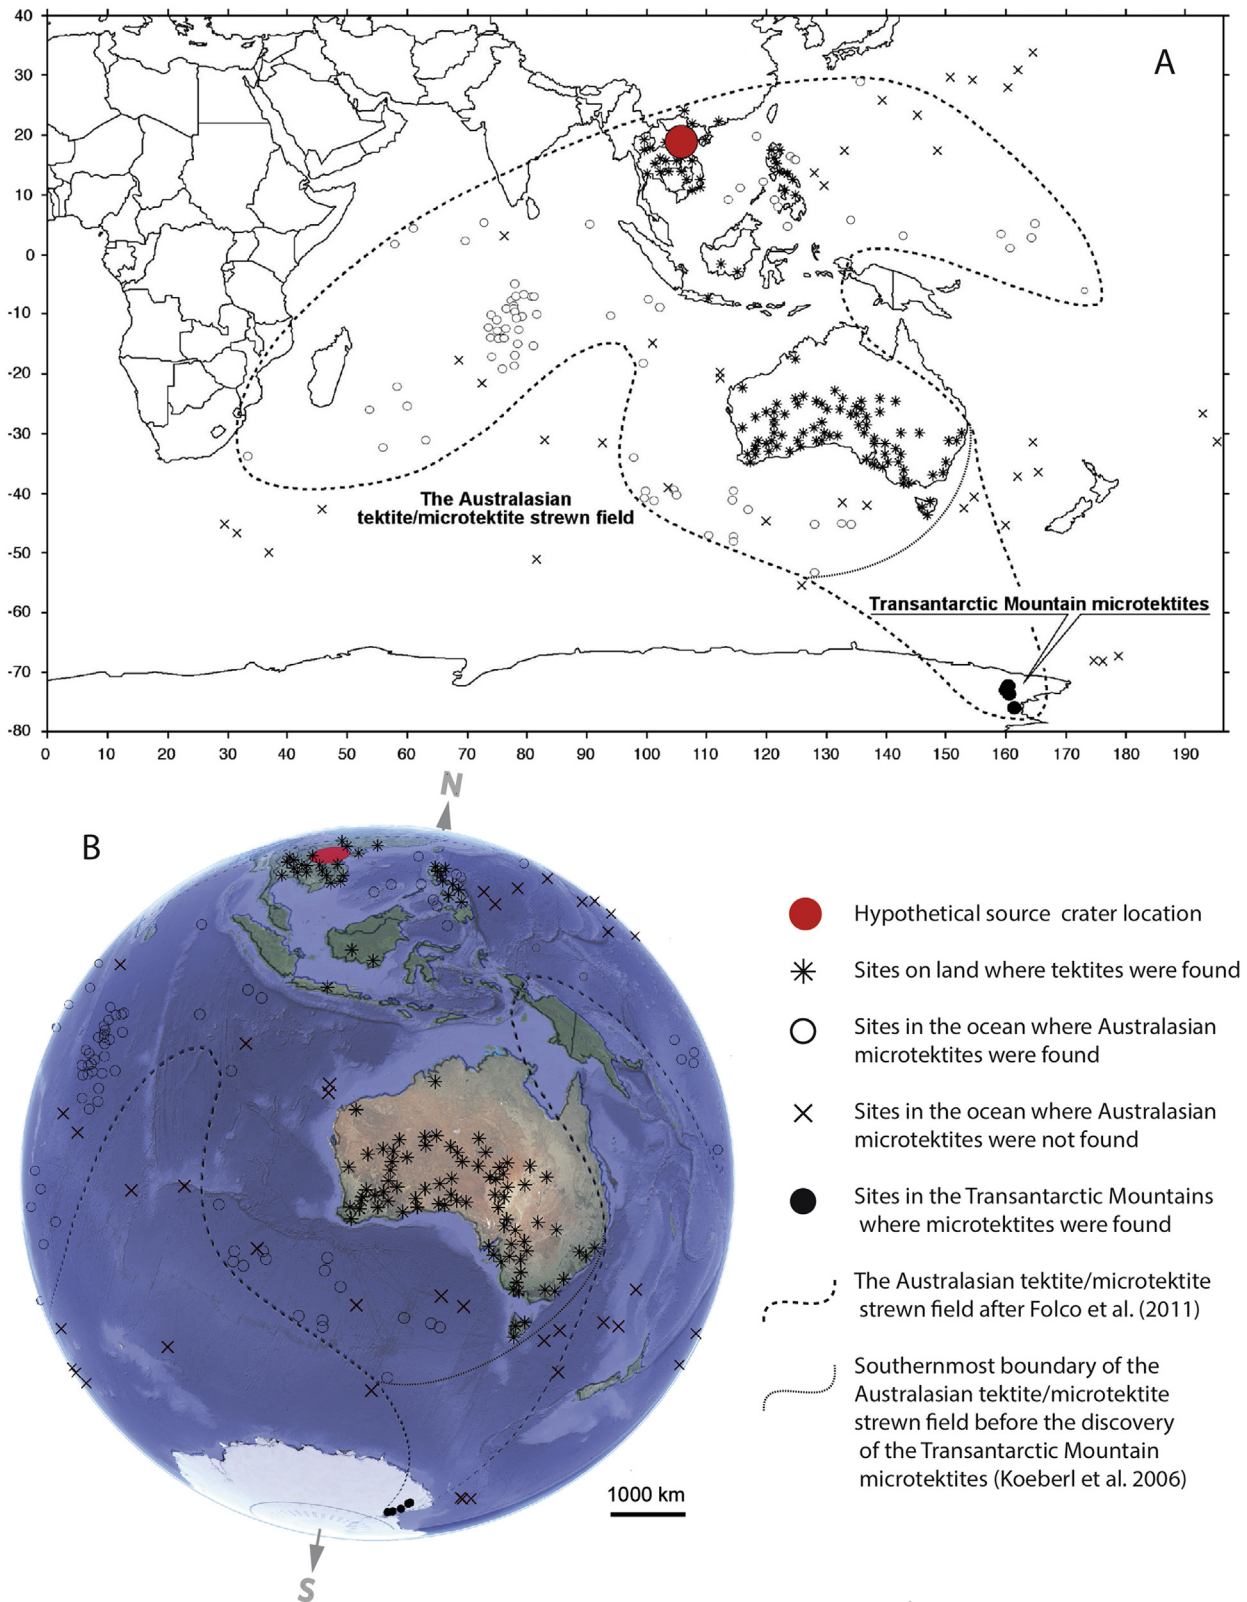 A
40
30
20
10
0
-10
-20
-30
-40
-50
-60
-70
-80
The Australasian
tektite/microtektite strewn field
Transantarctic Mountain microtektites
0 10 20 30 40 50 60 70 80 90 100 110 120 130 140 150 160 170 180 190
B
N
S
1000 km
Hypothetical source crater location
Sites on land where tektites were found
Sites in the ocean where Australasian
microtektites were found
Sites in the ocean where Australasian
microtektites were not found
Sites in the Transantarctic Mountains
where microtektites were found
The Australasian tektite/microtektite
strewn field after Folco et al. (2011)
Southernmost boundary of the
Australasian tektite/microtektite
strewn field before the discovery
of the Transantarctic Mountain
microtektites (Koeberl et al. 2006)